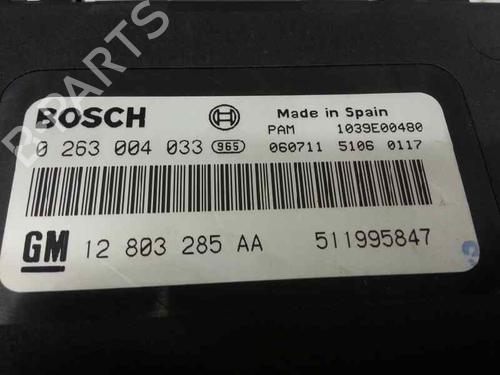 B-PARTS
BOSCH
Made in Spain
PAM 1039E00480
0 263 004 033 965 060711 5106 0117
GM 12 803 285 AA 511995847